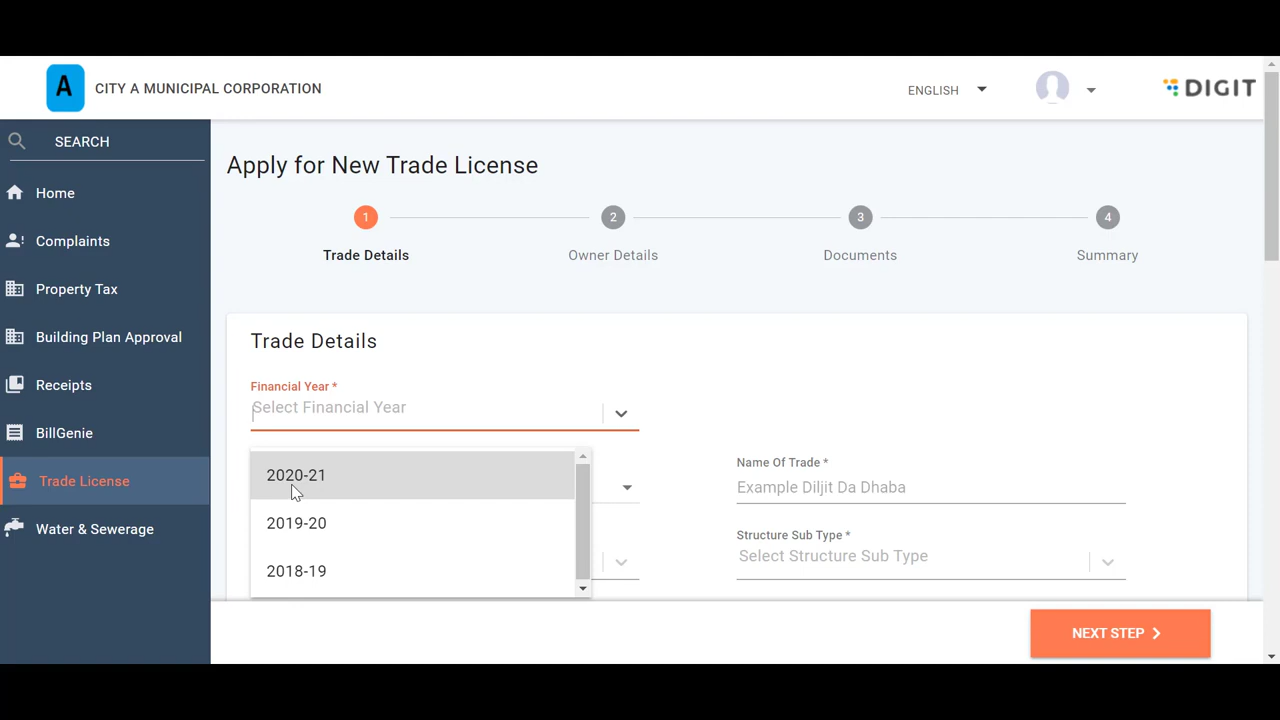 A CITY A MUNICIPAL CORPORATION
ENGLISH
DIGIT
SEARCH
Home
Complaints
Property Tax
Building Plan Approval
Receipts
BillGenie
Trade License
Water & Sewerage
Apply for New Trade License
1 2 3 4
Trade Details Owner Details Documents Summary
Trade Details
Financial Year *
Select Financial Year
2020-21
2019-20
2018-19
Name Of Trade *
Example Diljit Da Dhaba
Structure Sub Type *
Select Structure Sub Type
NEXT STEP